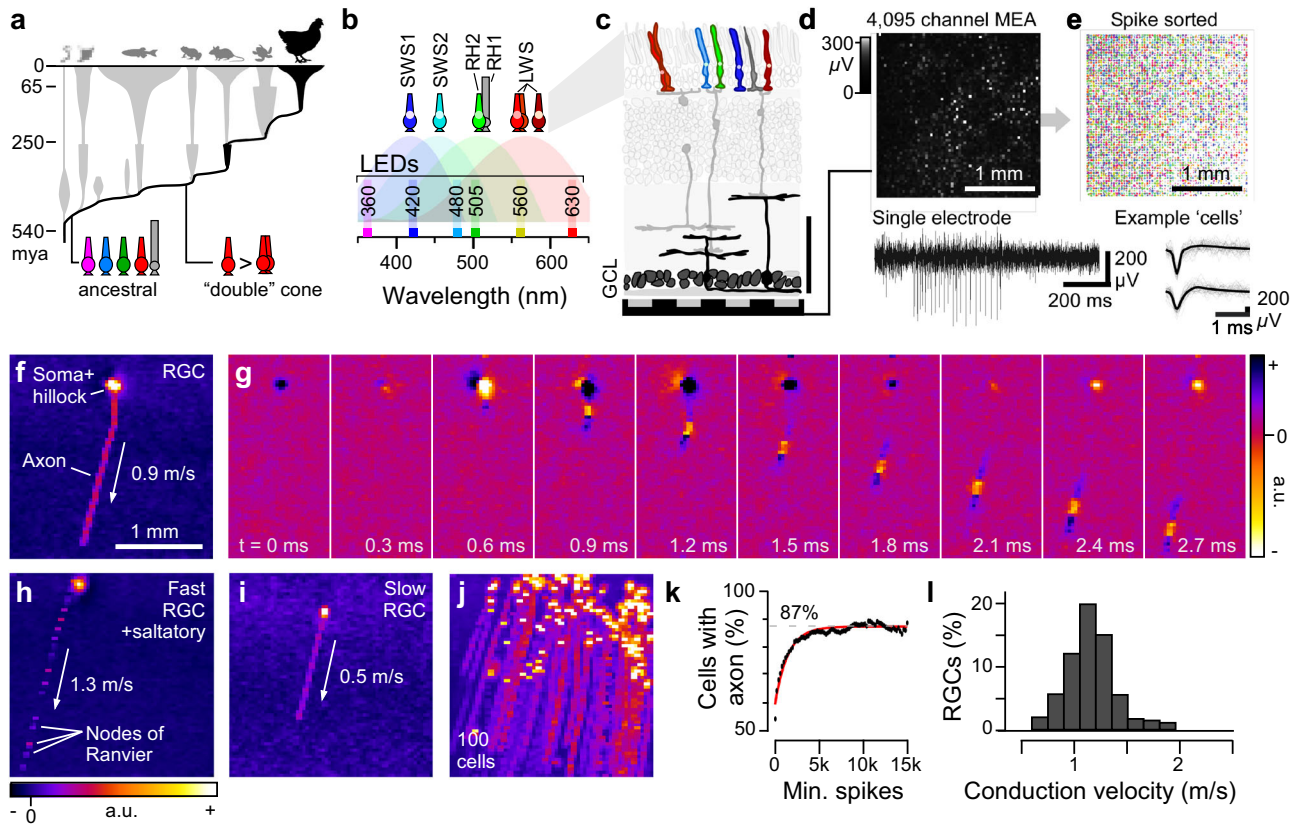 a
0
65
250
540
mya
ancestral
“double” cone
>
b
SWS1
SWS2
RH2
RH1
LWS
LEDs
360
420
480
505
560
630
400
500
600
Wavelength (nm)
c
GCL
d
4,095 channel MEA
300
µV
0
1 mm
Single electrode
200
µV
200 ms
e
Spike sorted
1 mm
Example ‘cells’
200
µV
1 ms
f
RGC
Soma+
hillock
Axon
0.9 m/s
1 mm
g
t = 0 ms
0.3 ms
0.6 ms
0.9 ms
1.2 ms
1.5 ms
1.8 ms
2.1 ms
2.4 ms
2.7 ms
+
0
a.u.
-
h
Fast
RGC
+saltatory
1.3 m/s
Nodes of
Ranvier
- 0 a.u. +
i
Slow
RGC
0.5 m/s
j
100
cells
k
100
87%
50
Cells with
axon (%)
0 5k 15k
Min. spikes
l
20
10
0
RGCs (%)
1 2
Conduction velocity (m/s)